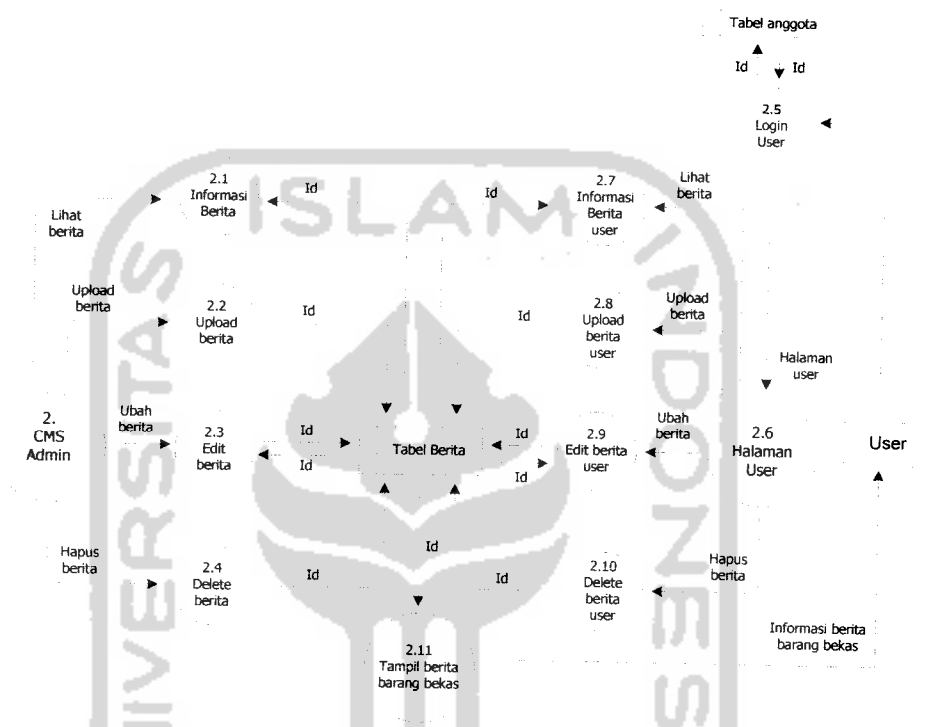 Tabel anggota
Id
Id
2.5
Login
User
2.1
Informasi
Berita
Id
Id
2.7
Informasi
Berita
user
Lihat
berita
Lihat
berita
Upload
berita
2.2
Upload
berita
Id
Id
2.8
Upload
berita
user
Upload
berita
Halaman
user
2.
CMS
Admin
Ubah
berita
2.3
Edit
berita
Id
Id
Tabel Berita
Id
Id
2.9
Edit berita
user
Ubah
berita
2.6
Halaman
User
User
Hapus
berita
2.4
Delete
berita
Id
Id
Id
2.10
Delete
berita
user
Hapus
berita
2.11
Tampil berita
barang bekas
Informasi berita
barang bekas
UNIVERSITAS
ISLAM
INDONES